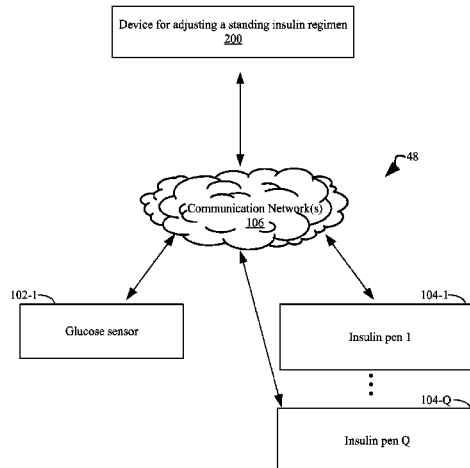 Device for adjusting a standing insulin regimen
200
48
Communication Network(s)
106
102-1
Glucose sensor
104-1
Insulin pen 1
104-Q
Insulin pen Q